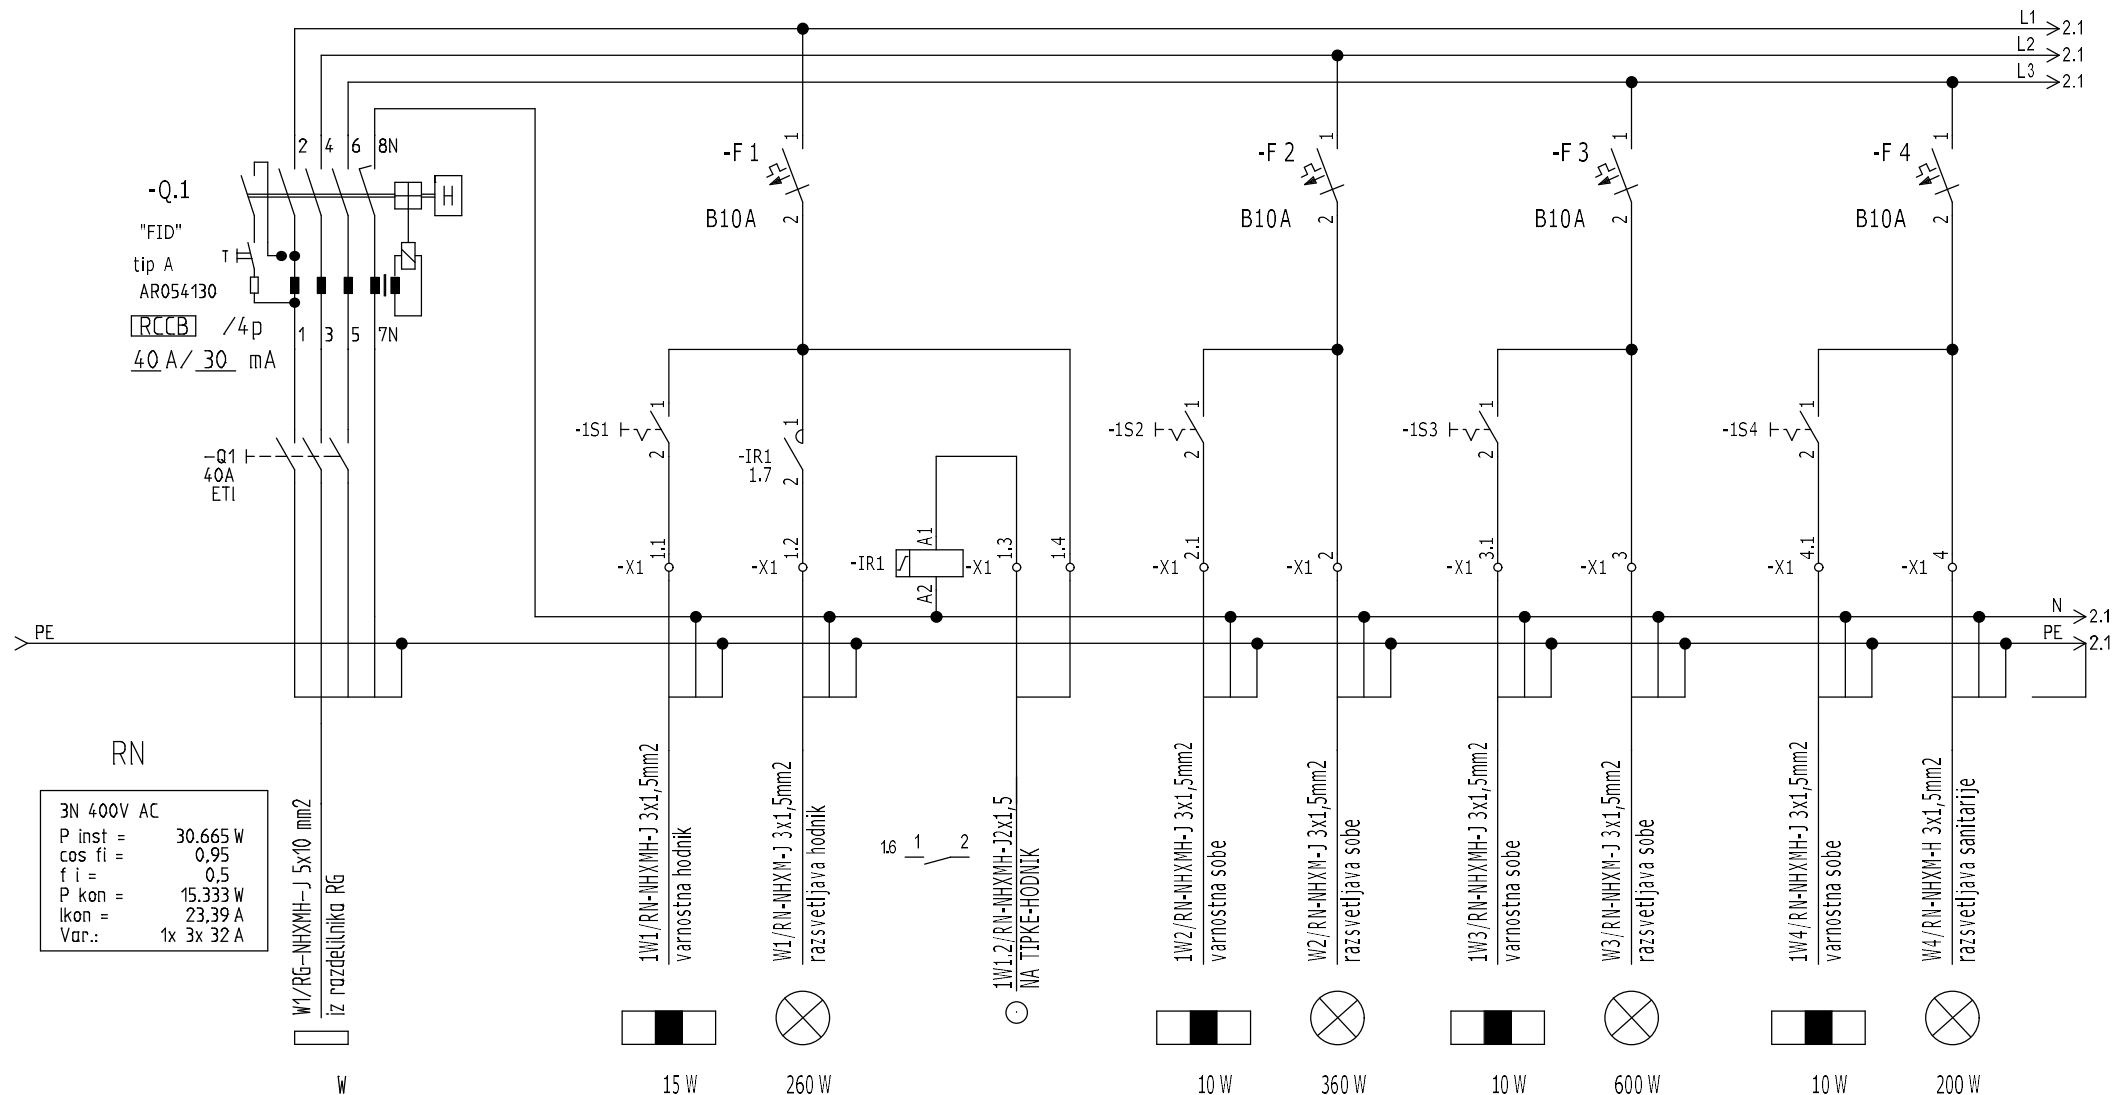 L1 2.1
L2 2.1
L3 2.1
2 4 6 8N
-Q.1
"FID"
tip A
AR054130
RCCB /4p
40 A/ 30 mA
H
T
1 3 5 7N
-Q1
40A
ETI
-F 1
1
2
B10A
-F 2
1
2
B10A
-F 3
1
2
B10A
-F 4
1
2
B10A
-1S1
1
2
-IR1
1.7
1
2
-1S2
1
2
-1S3
1
2
-1S4
1
2
-X1 1.1
-X1 1.2
-IR1
A1
A2
-X1 1.3
1.4
-X1 2.1
-X1 2
-X1 3.1
-X1 3
-X1 4.1
-X1 4
N 2.1
PE
PE 2.1
RN
3N 400V AC
P inst = 30.665 W
cos fi = 0,95
f i = 0,5
P kon = 15.333 W
Ikon = 23,39 A
Var.: 1x 3x 32 A
W1/RG-NHXMH-J 5x10 mm2
iz razdelilnika RG
1W1/RN-NHXMH-J 3x1,5mm2
varnostna hodnik
W1/RN-NHXM-J 3x1,5mm2
razsvetljava hodnik
1.6 1 2
1W1.2/RN-NHXMH-J2x1,5
NA TIPKE-HODNIK
1W2/RN-NHXMH-J 3x1,5mm2
varnostna sobe
W2/RN-NHXM-J 3x1,5mm2
razsvetljava sobe
1W3/RN-NHXMH-J 3x1,5mm2
varnostna sobe
W3/RN-NHXM-J 3x1,5mm2
razsvetljava sobe
1W4/RN-NHXMH-J 3x1,5mm2
varnostna sobe
W4/RN-NHXM-H 3x1,5mm2
razsvetljava sanitarije
W
15 W
260 W
10 W
360 W
10 W
600 W
10 W
200 W